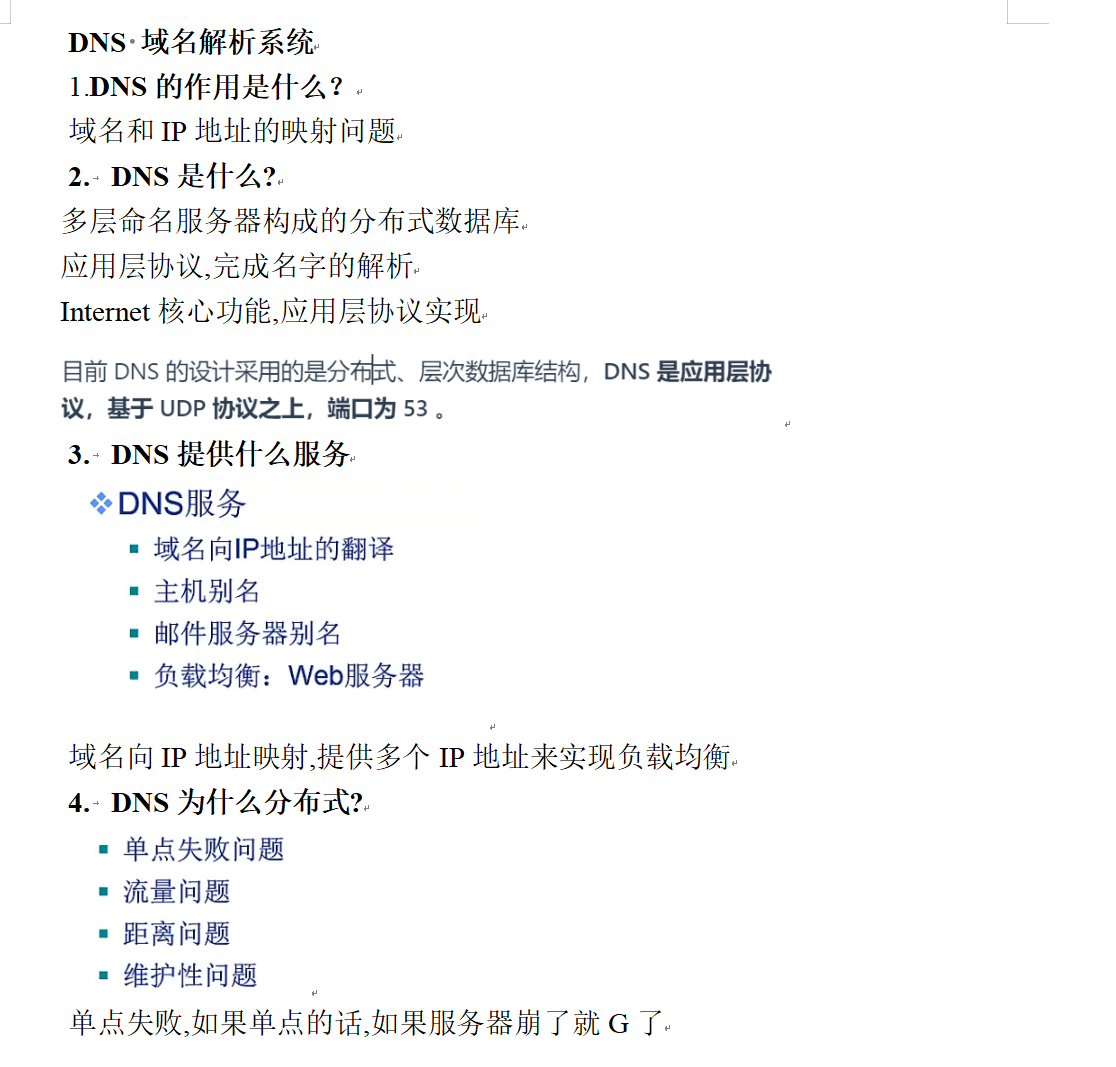 DNS 域名解析系统
1.DNS 的作用是什么？
域名和 IP 地址的映射问题
2. DNS 是什么?
多层命名服务器构成的分布式数据库
应用层协议,完成名字的解析
Internet 核心功能,应用层协议实现
目前 DNS 的设计采用的是分布式、层次数据库结构，DNS 是应用层协
议，基于 UDP 协议之上，端口为 53 。
3. DNS 提供什么服务
DNS服务
域名向IP地址的翻译
主机别名
邮件服务器别名
负载均衡：Web服务器
域名向 IP 地址映射,提供多个 IP 地址来实现负载均衡
4. DNS 为什么分布式?
单点失败问题
流量问题
距离问题
维护性问题
单点失败,如果单点的话,如果服务器崩了就 G 了